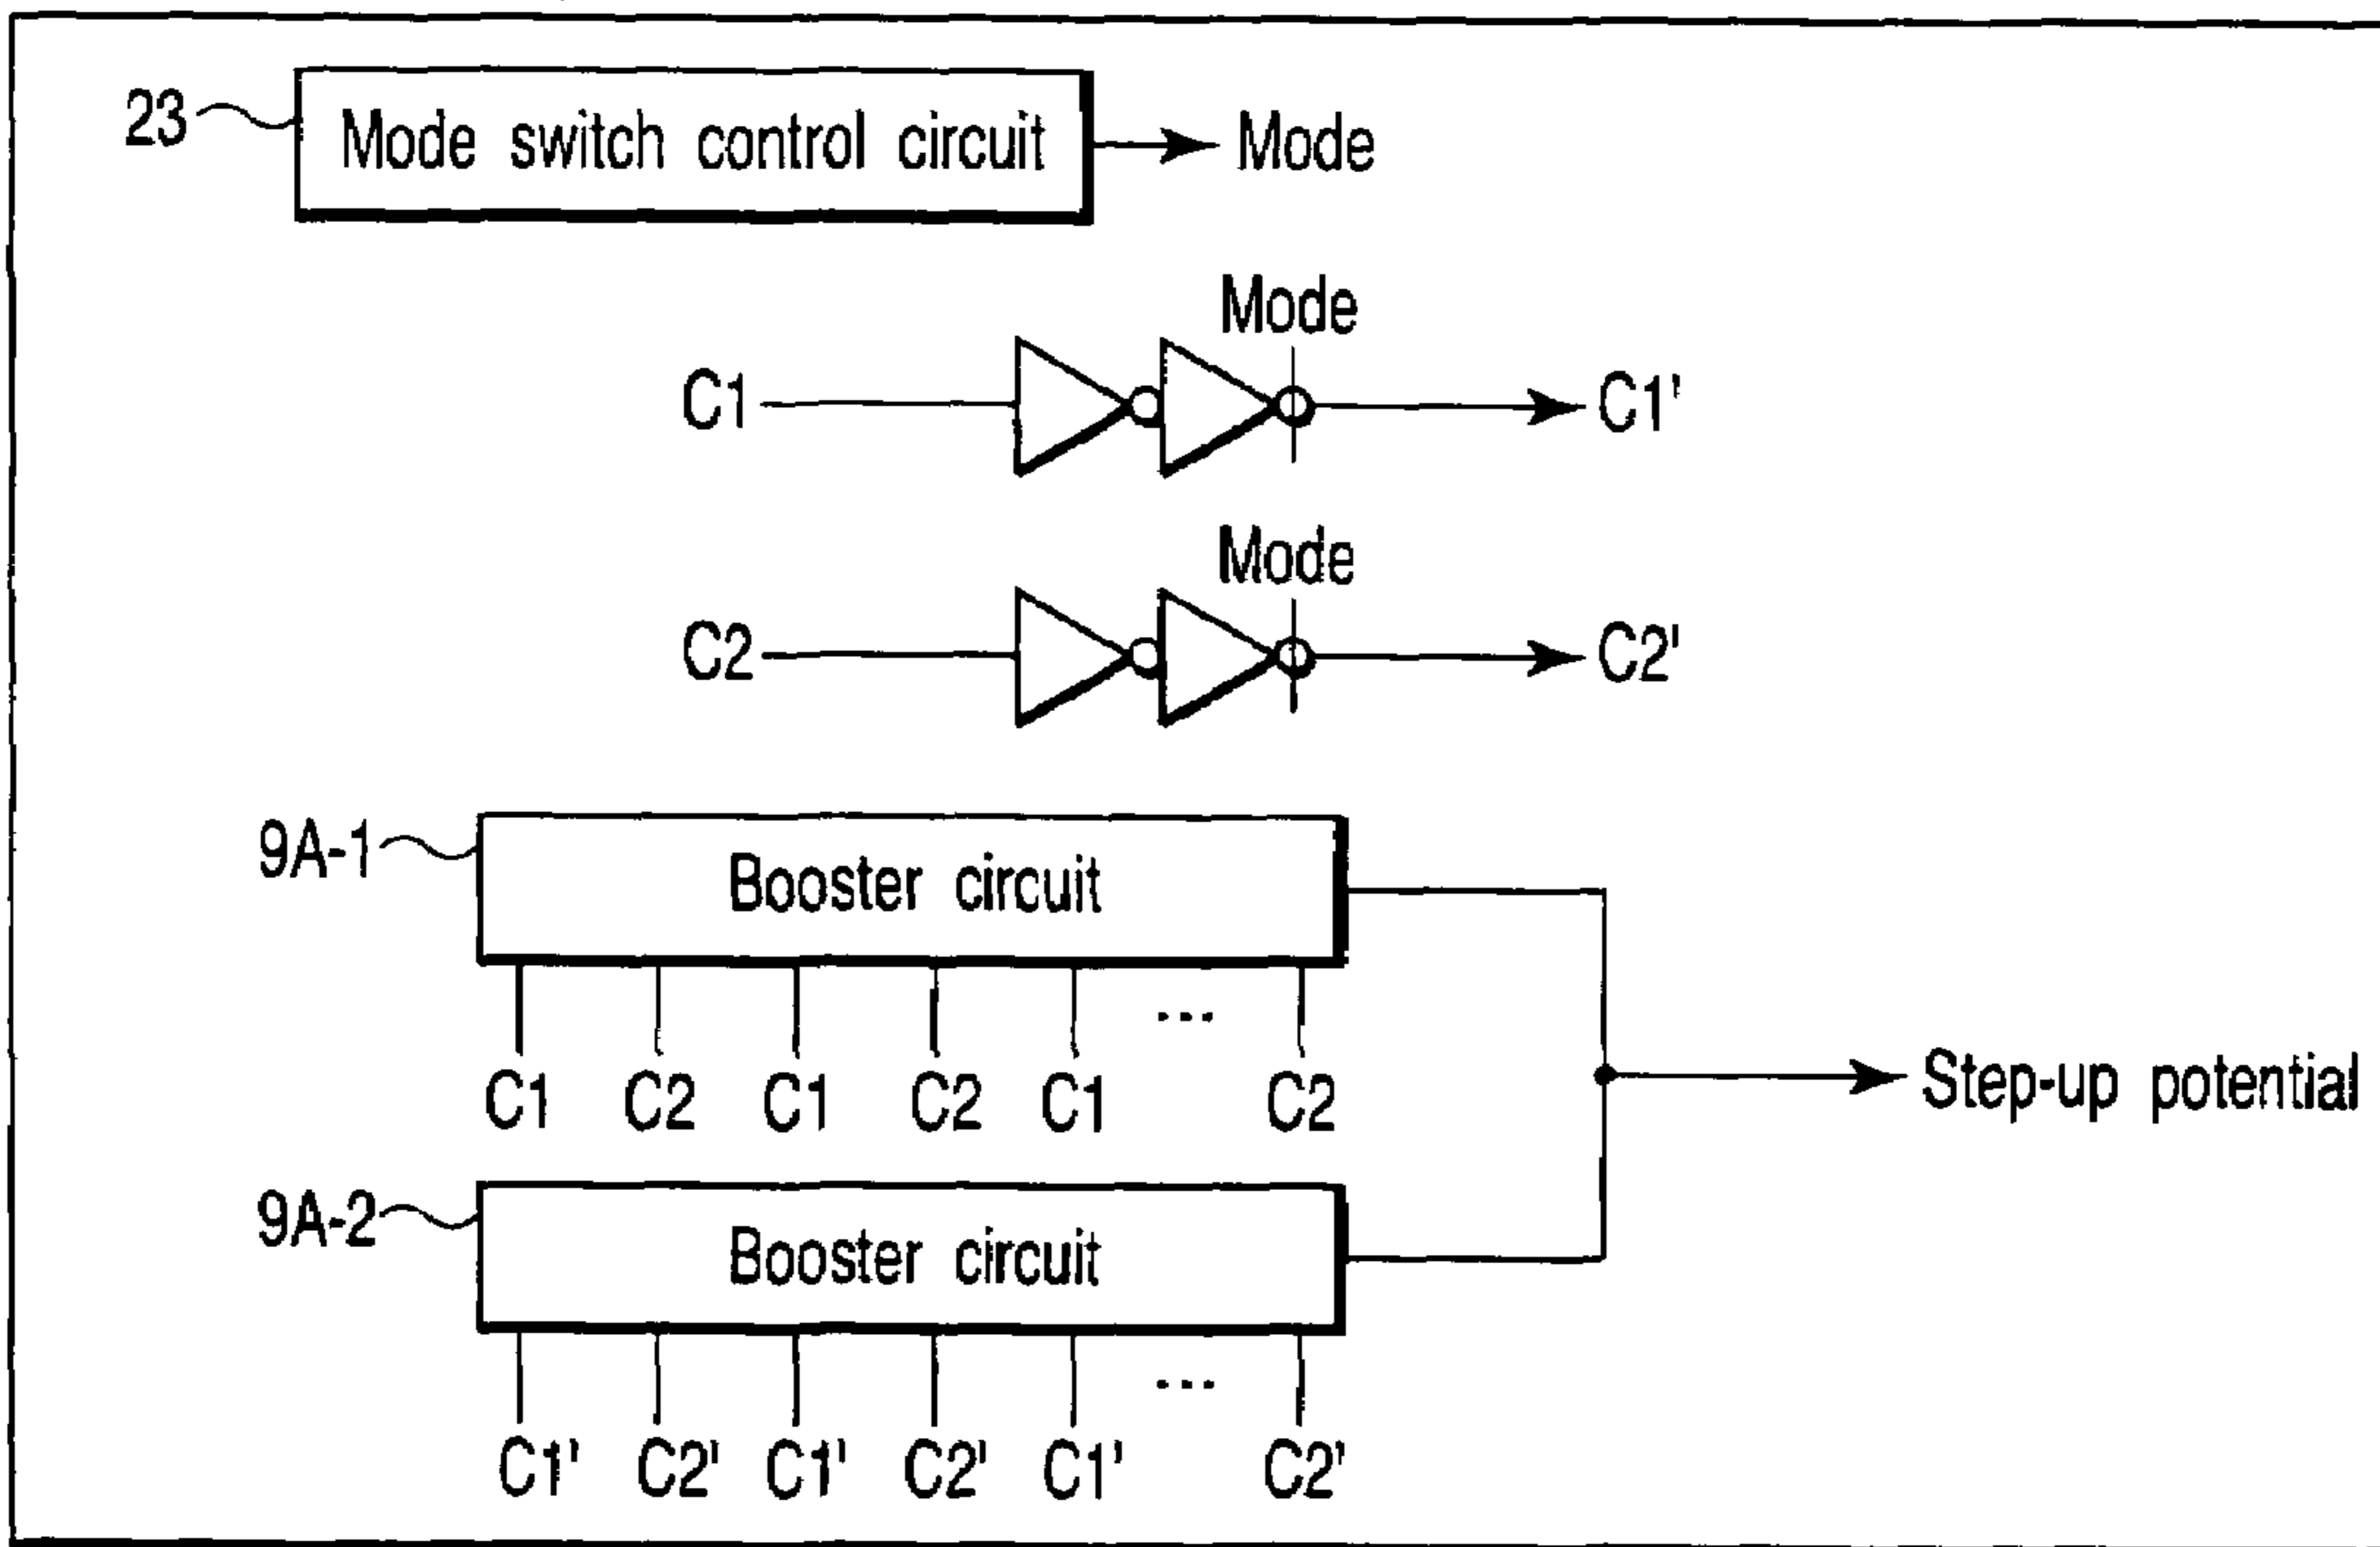 23
Mode switch control circuit
Mode
Mode
C1
C1'
Mode
C2
C2'
9A-1
Booster circuit
...
C1 C2 C1 C2 C1 C2
Step-up potential
9A-2
Booster circuit
...
C1' C2' C1' C2' C1' C2'